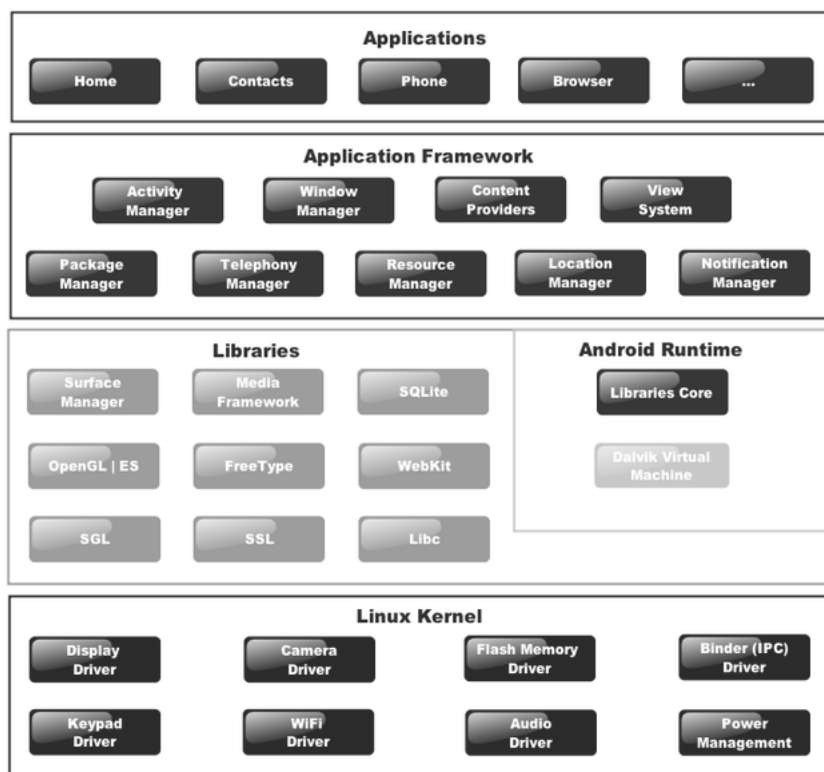 Applications
Home
Contacts
Phone
Browser
...
Application Framework
Activity
Manager
Window
Manager
Content
Providers
View
System
Package
Manager
Telephony
Manager
Resource
Manager
Location
Manager
Notification
Manager
Libraries
Surface
Manager
Media
Framework
SQLite
OpenGL | ES
FreeType
WebKit
SGL
SSL
Libc
Android Runtime
Libraries Core
Dalvik Virtual
Machine
Linux Kernel
Display
Driver
Camera
Driver
Flash Memory
Driver
Binder (IPC)
Driver
Keypad
Driver
WiFi
Driver
Audio
Driver
Power
Management